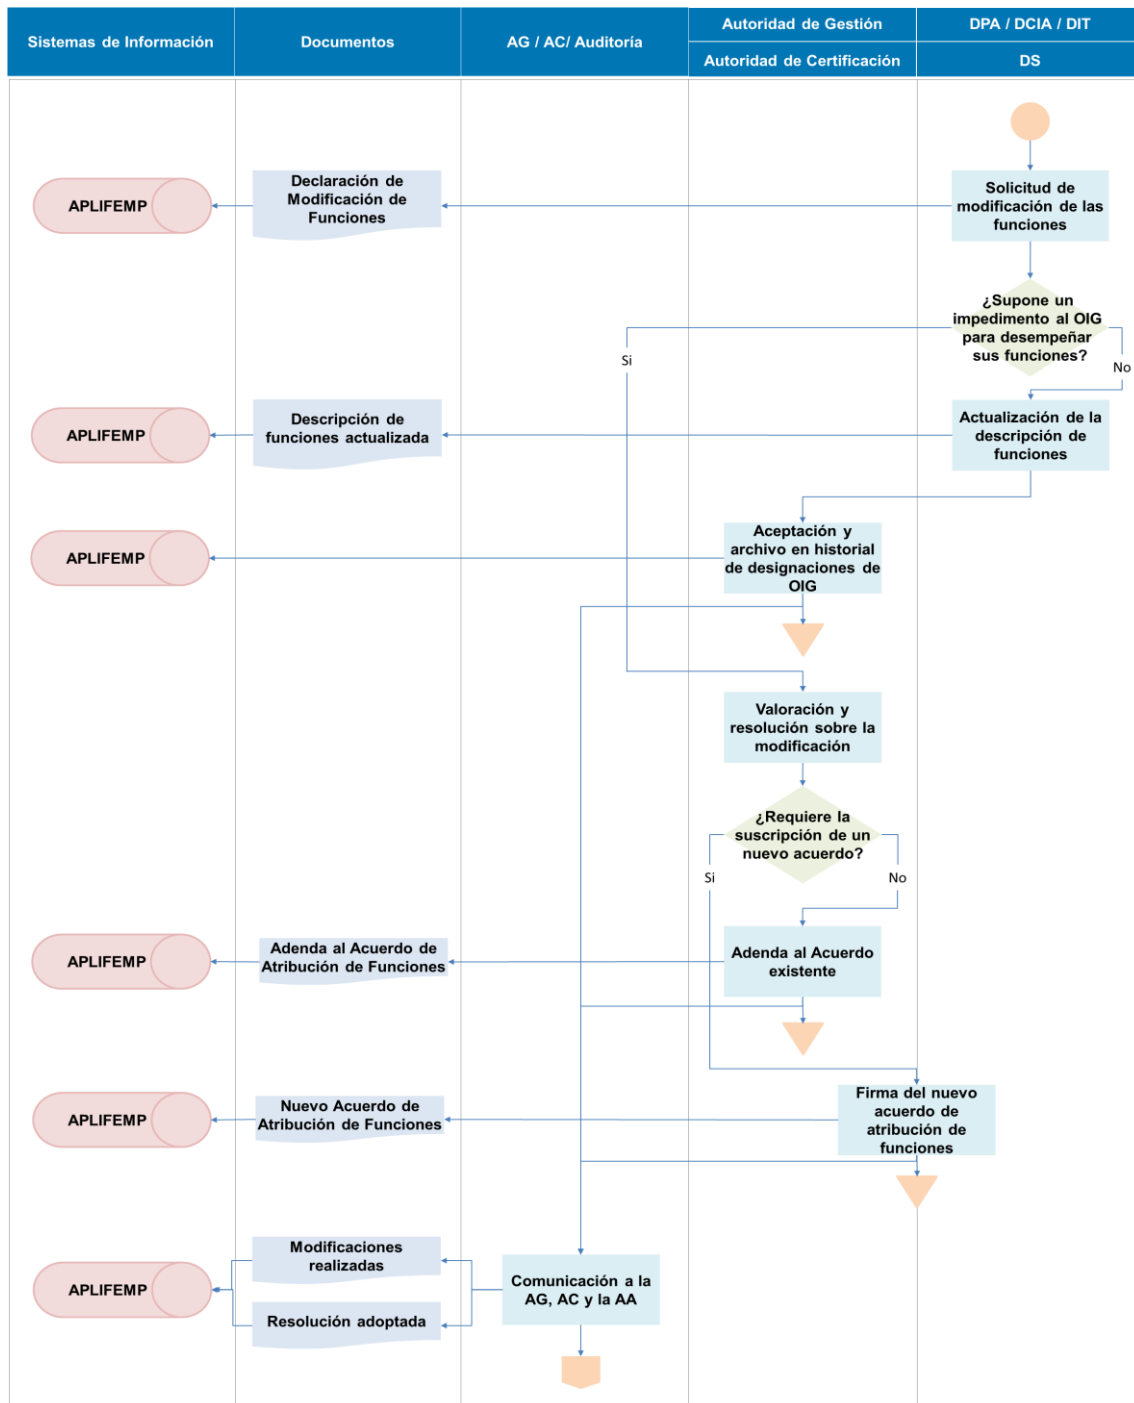 Sistemas de Información
Documentos
AG / AC/ Auditoría
Autoridad de Gestión
Autoridad de Certificación
DPA / DCIA / DIT
DS
APLIFEMP
Declaración de
Modificación de
Funciones
Solicitud de
modificación de las
funciones
¿Supone un
impedimento al OIG
para desempeñar
sus funciones?
Si
No
APLIFEMP
Descripción de
funciones actualizada
Actualización de la
descripción de
funciones
APLIFEMP
Aceptación y
archivo en historial
de designaciones de
OIG
Valoración y
resolución sobre la
modificación
¿Requiere la
suscripción de un
nuevo acuerdo?
Si
No
APLIFEMP
Adenda al Acuerdo de
Atribución de Funciones
Adenda al Acuerdo
existente
APLIFEMP
Nuevo Acuerdo de
Atribución de Funciones
Firma del nuevo
acuerdo de
atribución de
funciones
APLIFEMP
Modificaciones
realizadas
Resolución adoptada
Comunicación a la
AG, AC y la AA